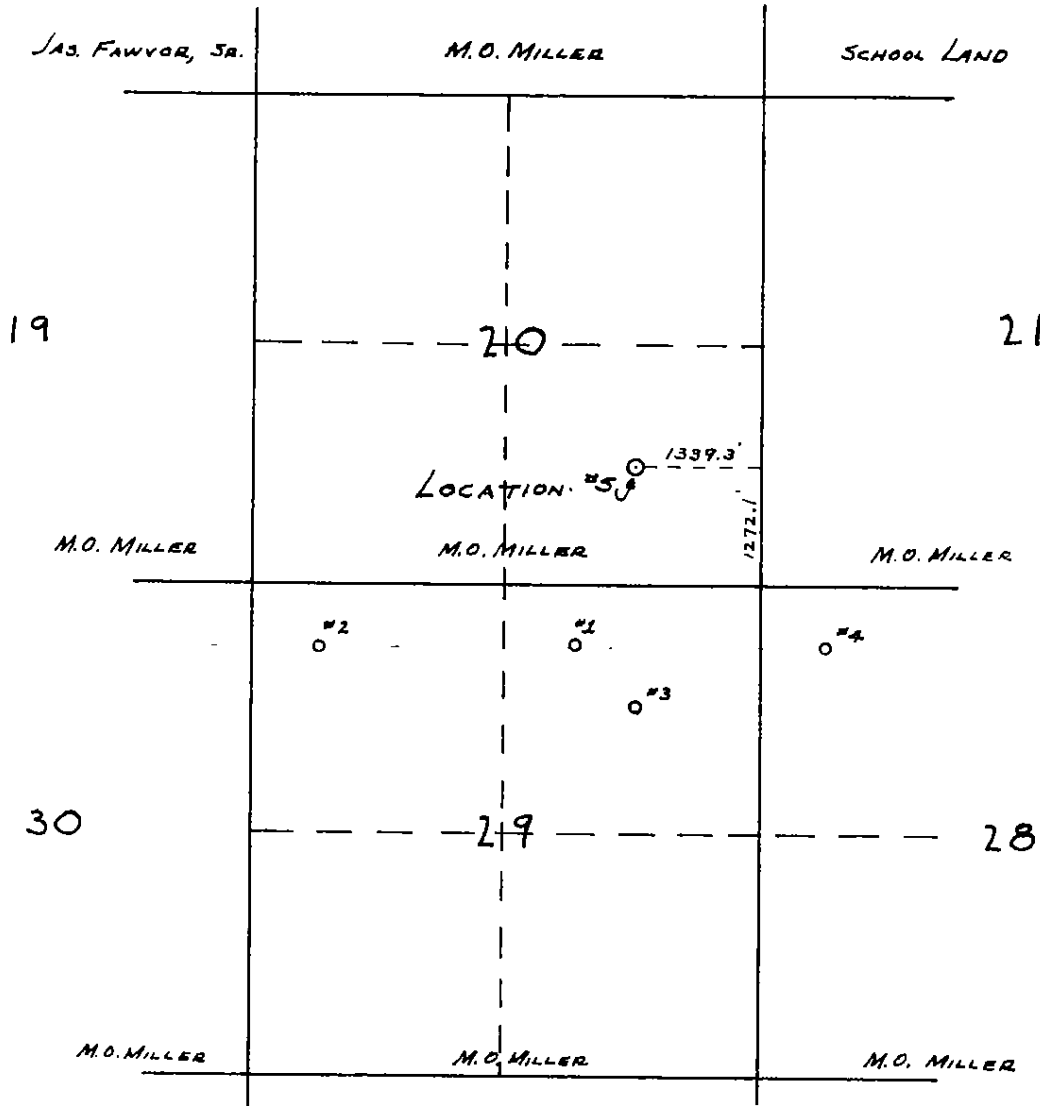 JAS. FAWVOR, SR. M.O. MILLER SCHOOL LAND
19 20 21
1339.3'
LOCATION. #5
1272.1'
M.O. MILLER M.O. MILLER M.O. MILLER
#2 #1 #4
#3
30 29 28
M.O. MILLER M.O. MILLER M.O. MILLER